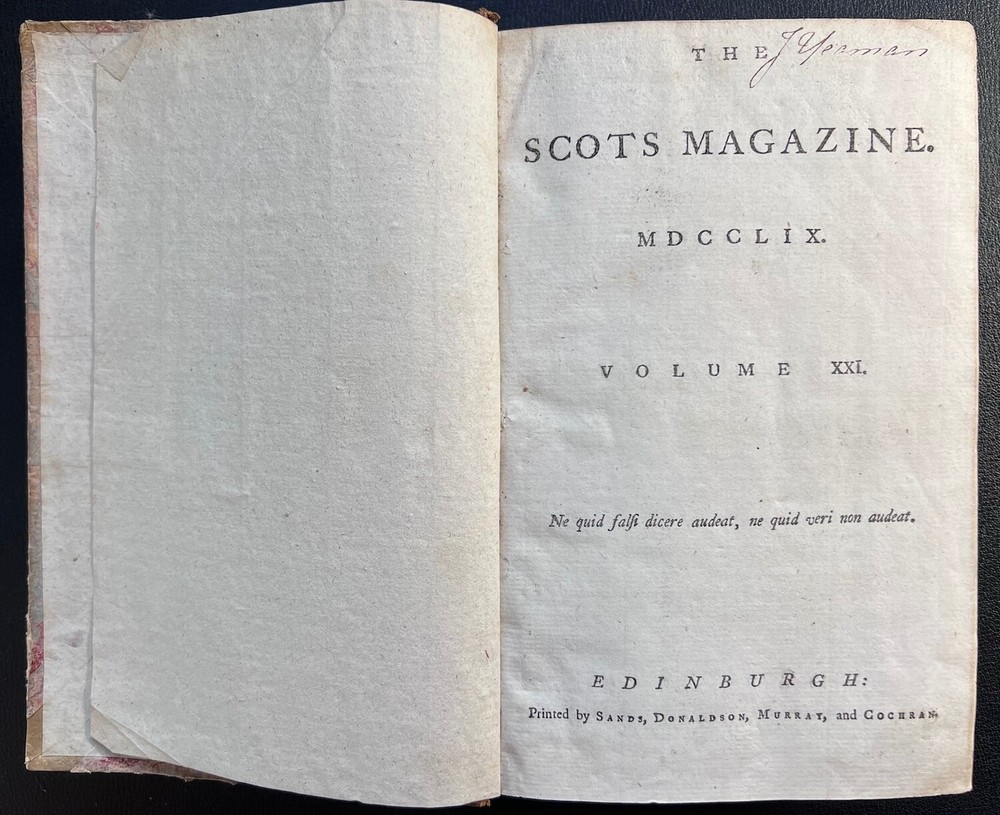 THE J Yeaman
SCOTS MAGAZINE.
MDCCLIX.
VOLUME XXI.
Ne quid falſi dicere audeat, ne quid veri non audeat.
EDINBURGH:
Printed by SANDS, DONALDSON, MURRAY, and COCHRAN.